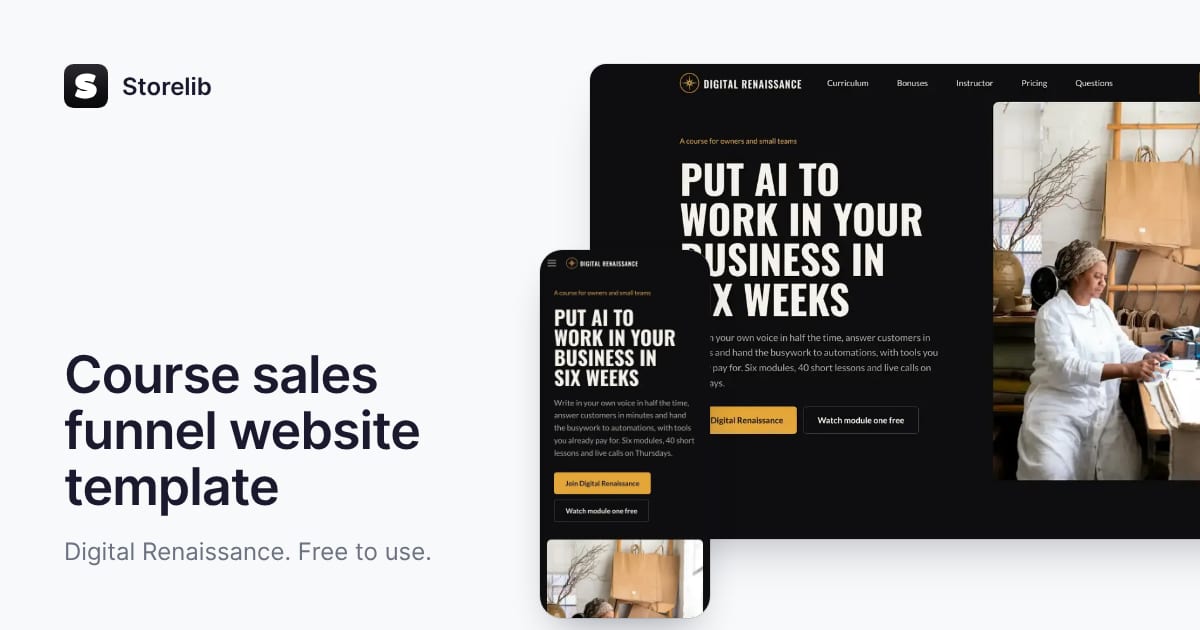 Storelib
Course sales
funnel website
template
Digital Renaissance. Free to use.
DIGITAL RENAISSANCE
Curriculum
Bonuses
Instructor
Pricing
Questions
A course for owners and small teams
PUT AI TO
WORK IN YOUR
BUSINESS IN
X WEEKS
your own voice in half the time, answer customers in
and hand the busywork to automations, with tools you
pay for. Six modules, 40 short lessons and live calls on
Digital Renaissance
Watch module one free
DIGITAL RENAISSANCE
A course for owners and small teams
PUT AI TO
WORK IN YOUR
BUSINESS IN
SIX WEEKS
Write in your own voice in half the time,
answer customers in minutes and hand
the busywork to automations, with tools
you already pay for. Six modules, 40 short
lessons and live calls on Thursdays.
Join Digital Renaissance
Watch module one free